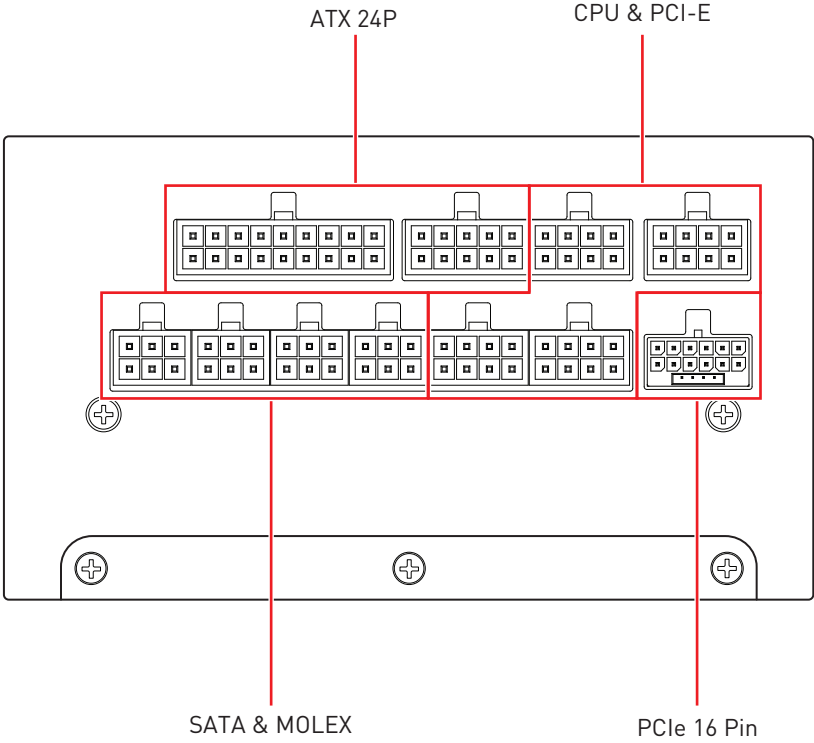 ATX 24P
CPU & PCI-E
SATA & MOLEX
PCIe 16 Pin